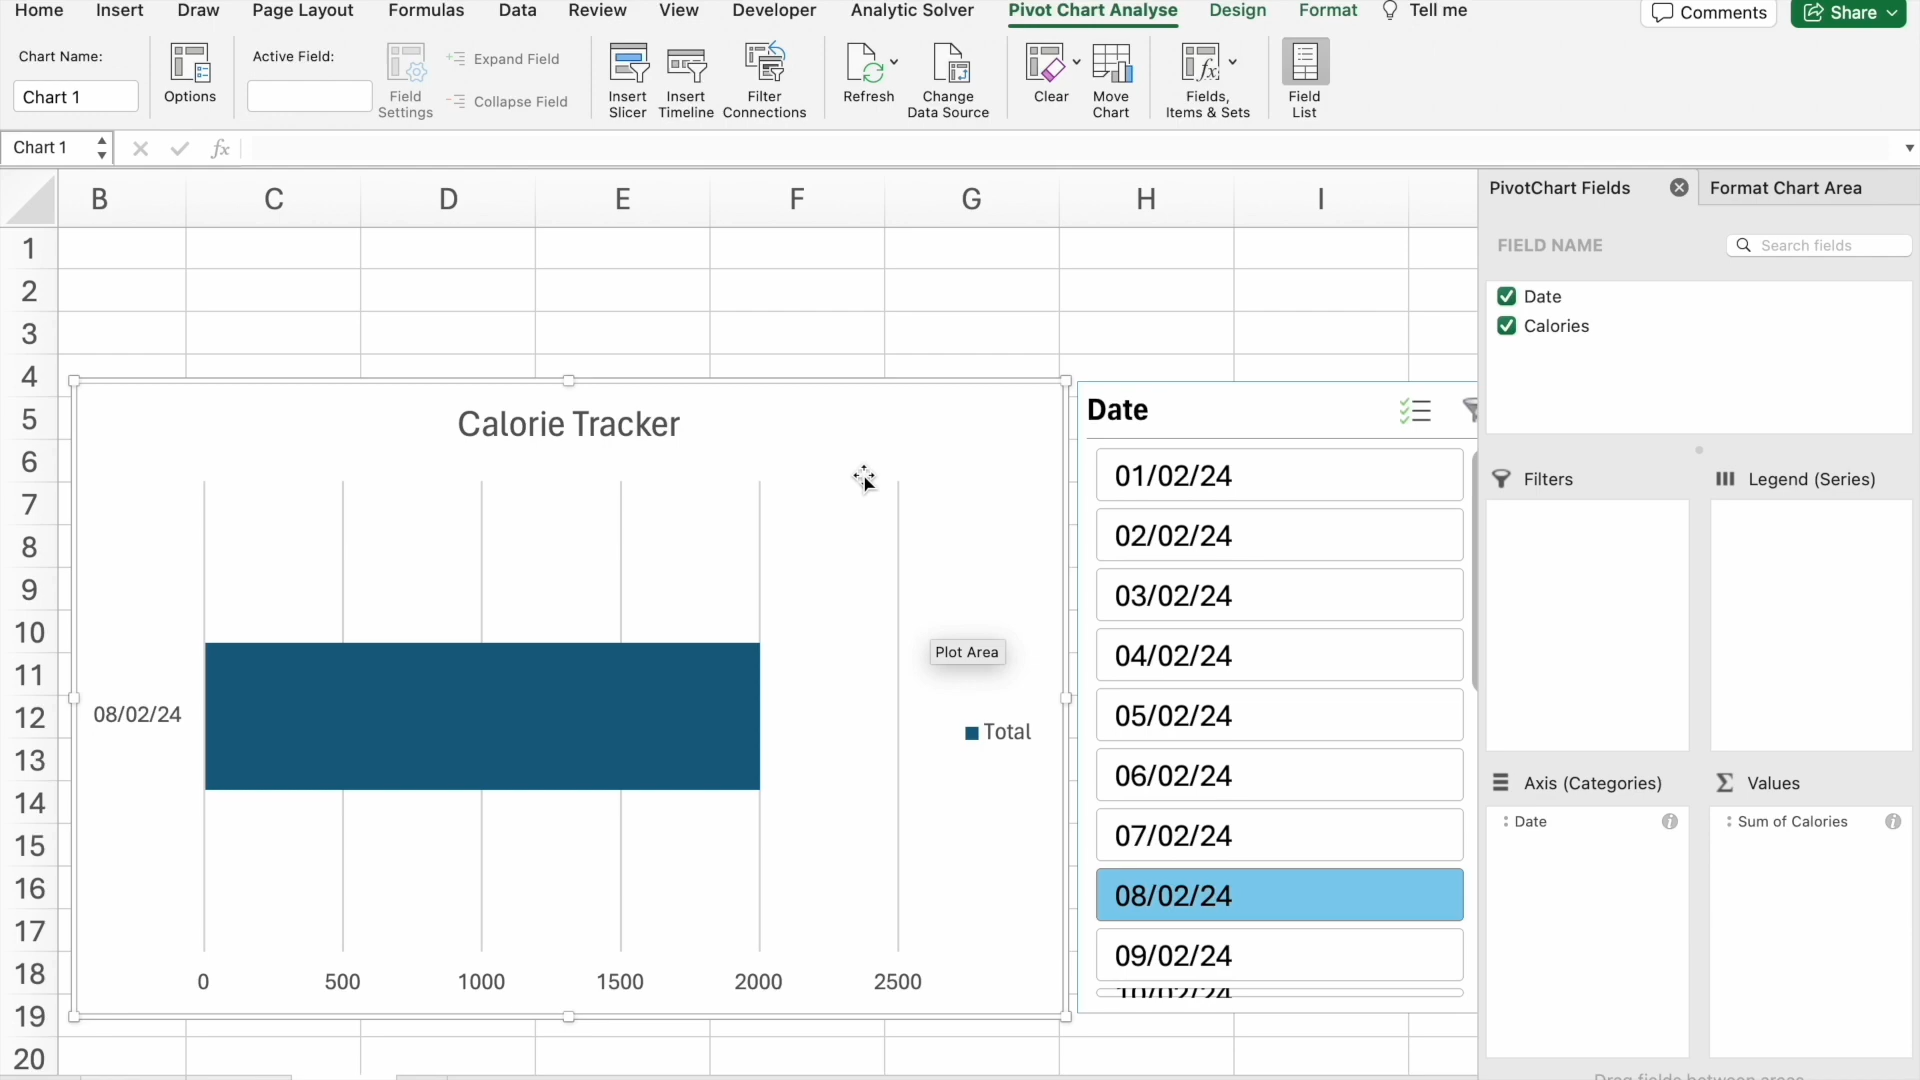 Home Insert Draw Page Layout Formulas Data Review View Developer Analytic Solver Pivot Chart Analyse Design Format Tell me Comments Share
Chart Name:
Chart 1
Options
Active Field:
Field Settings
Expand Field
Collapse Field
Insert Slicer
Insert Timeline
Filter Connections
Refresh
Change Data Source
Clear
Move Chart
Fields, Items & Sets
Field List
Chart 1 fx
B C D E F G H I
1
2
3
4
5
6
7
8
9
10
11
12
13
14
15
16
17
18
19
20
Calorie Tracker
08/02/24
Plot Area
Total
0 500 1000 1500 2000 2500
Date
01/02/24
02/02/24
03/02/24
04/02/24
05/02/24
06/02/24
07/02/24
08/02/24
09/02/24
10/02/24
PivotChart Fields Format Chart Area
FIELD NAME Search fields
Date
Calories
Filters Legend (Series)
Axis (Categories) Values
Date Sum of Calories
Drag fields between areas